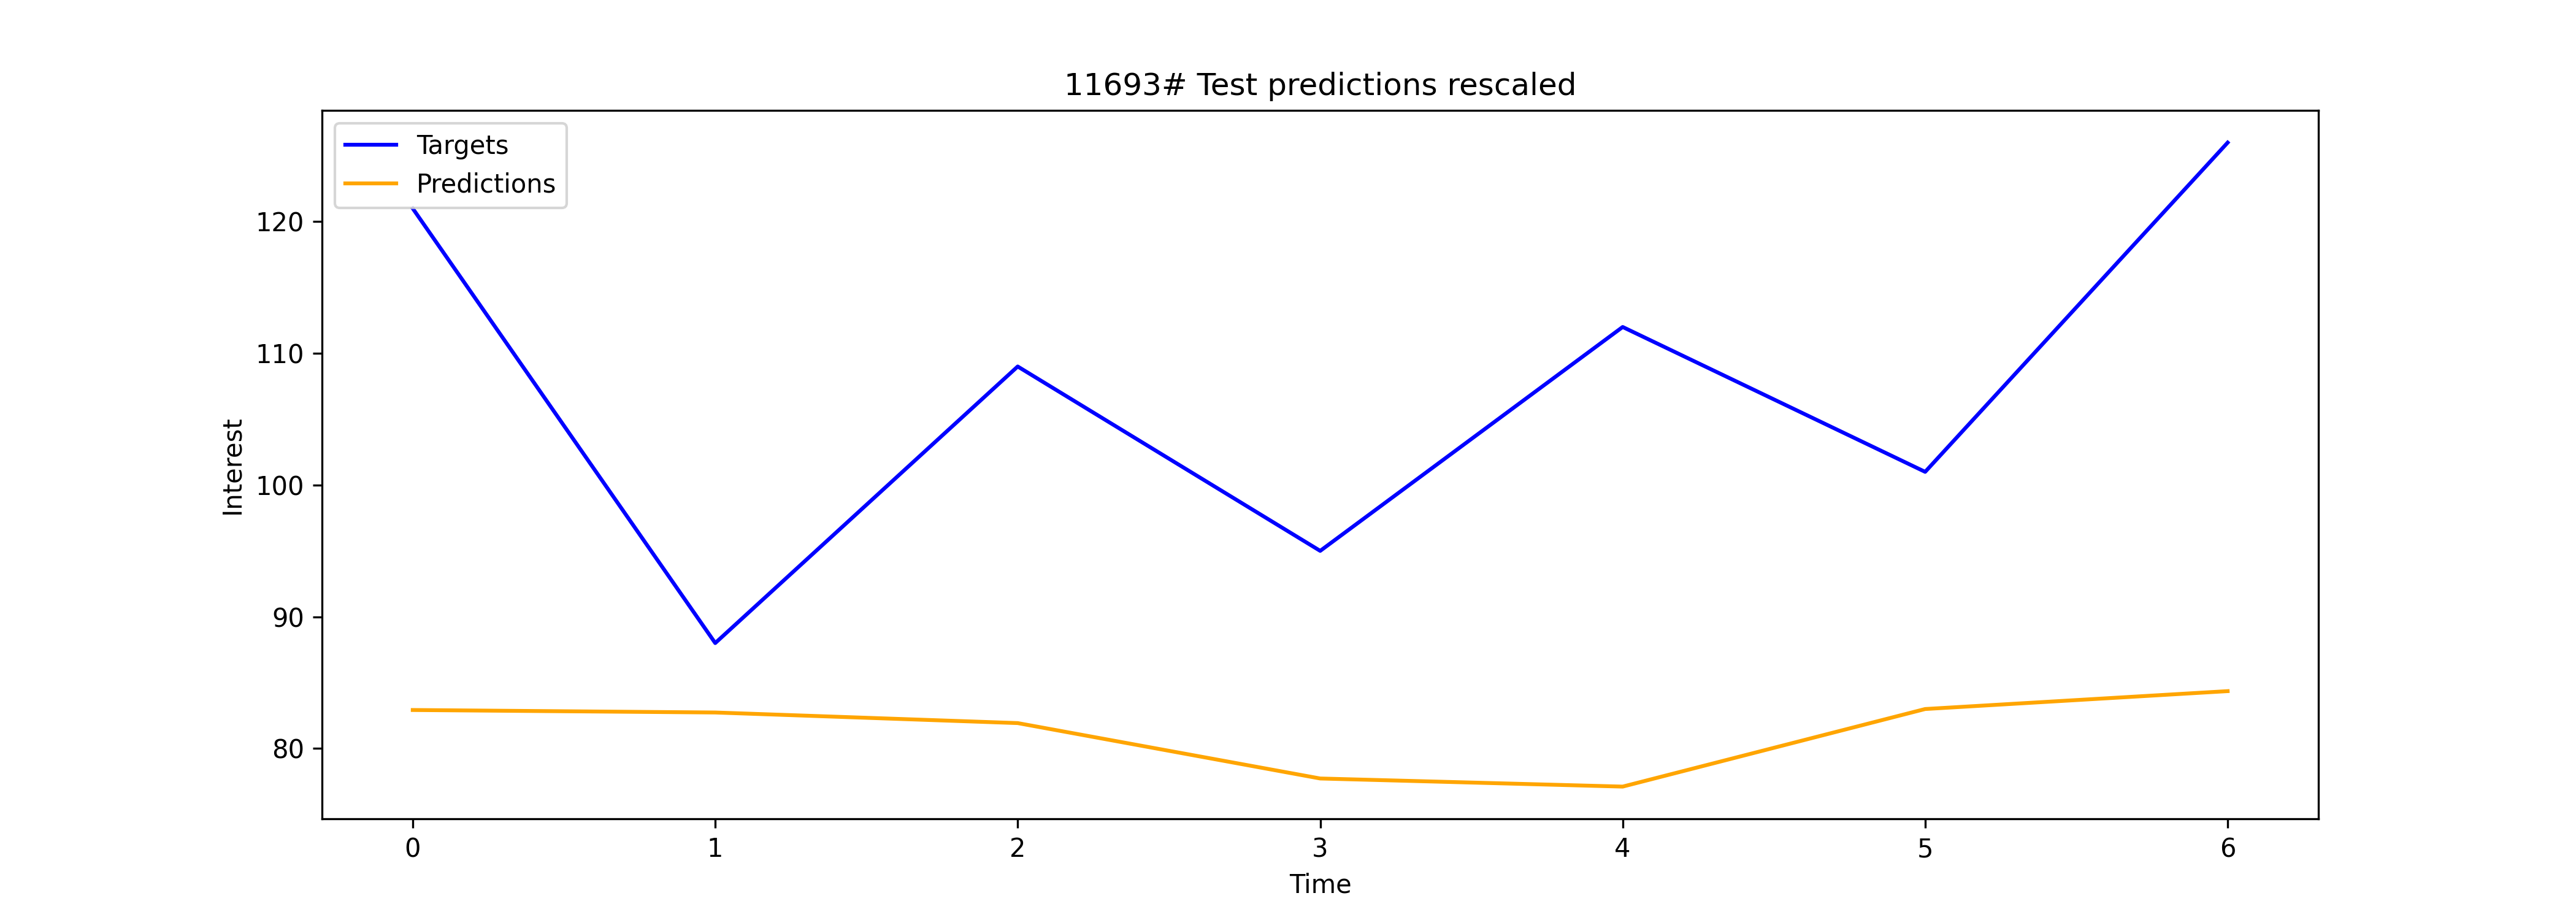 11693# Test predictions rescaled
Targets
Predictions
120
110
100
90
80
Interest
0 1 2 3 4 5 6
Time